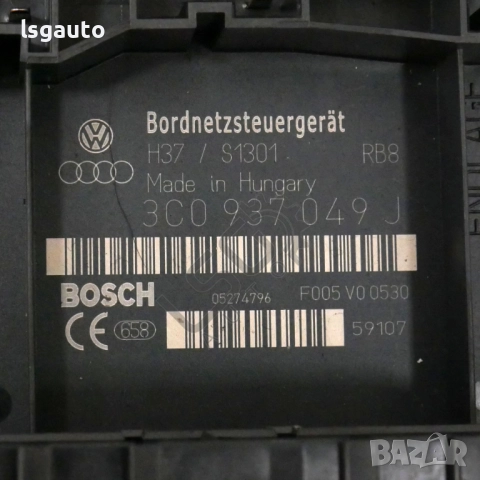 lsgauto
Bordnetzsteuergerät
H37 / S1301 RB8
Made in Hungary
3C0 937 049 J
BOSCH 05274796 F005 V0 0530
CE 658 59107
BAZAR